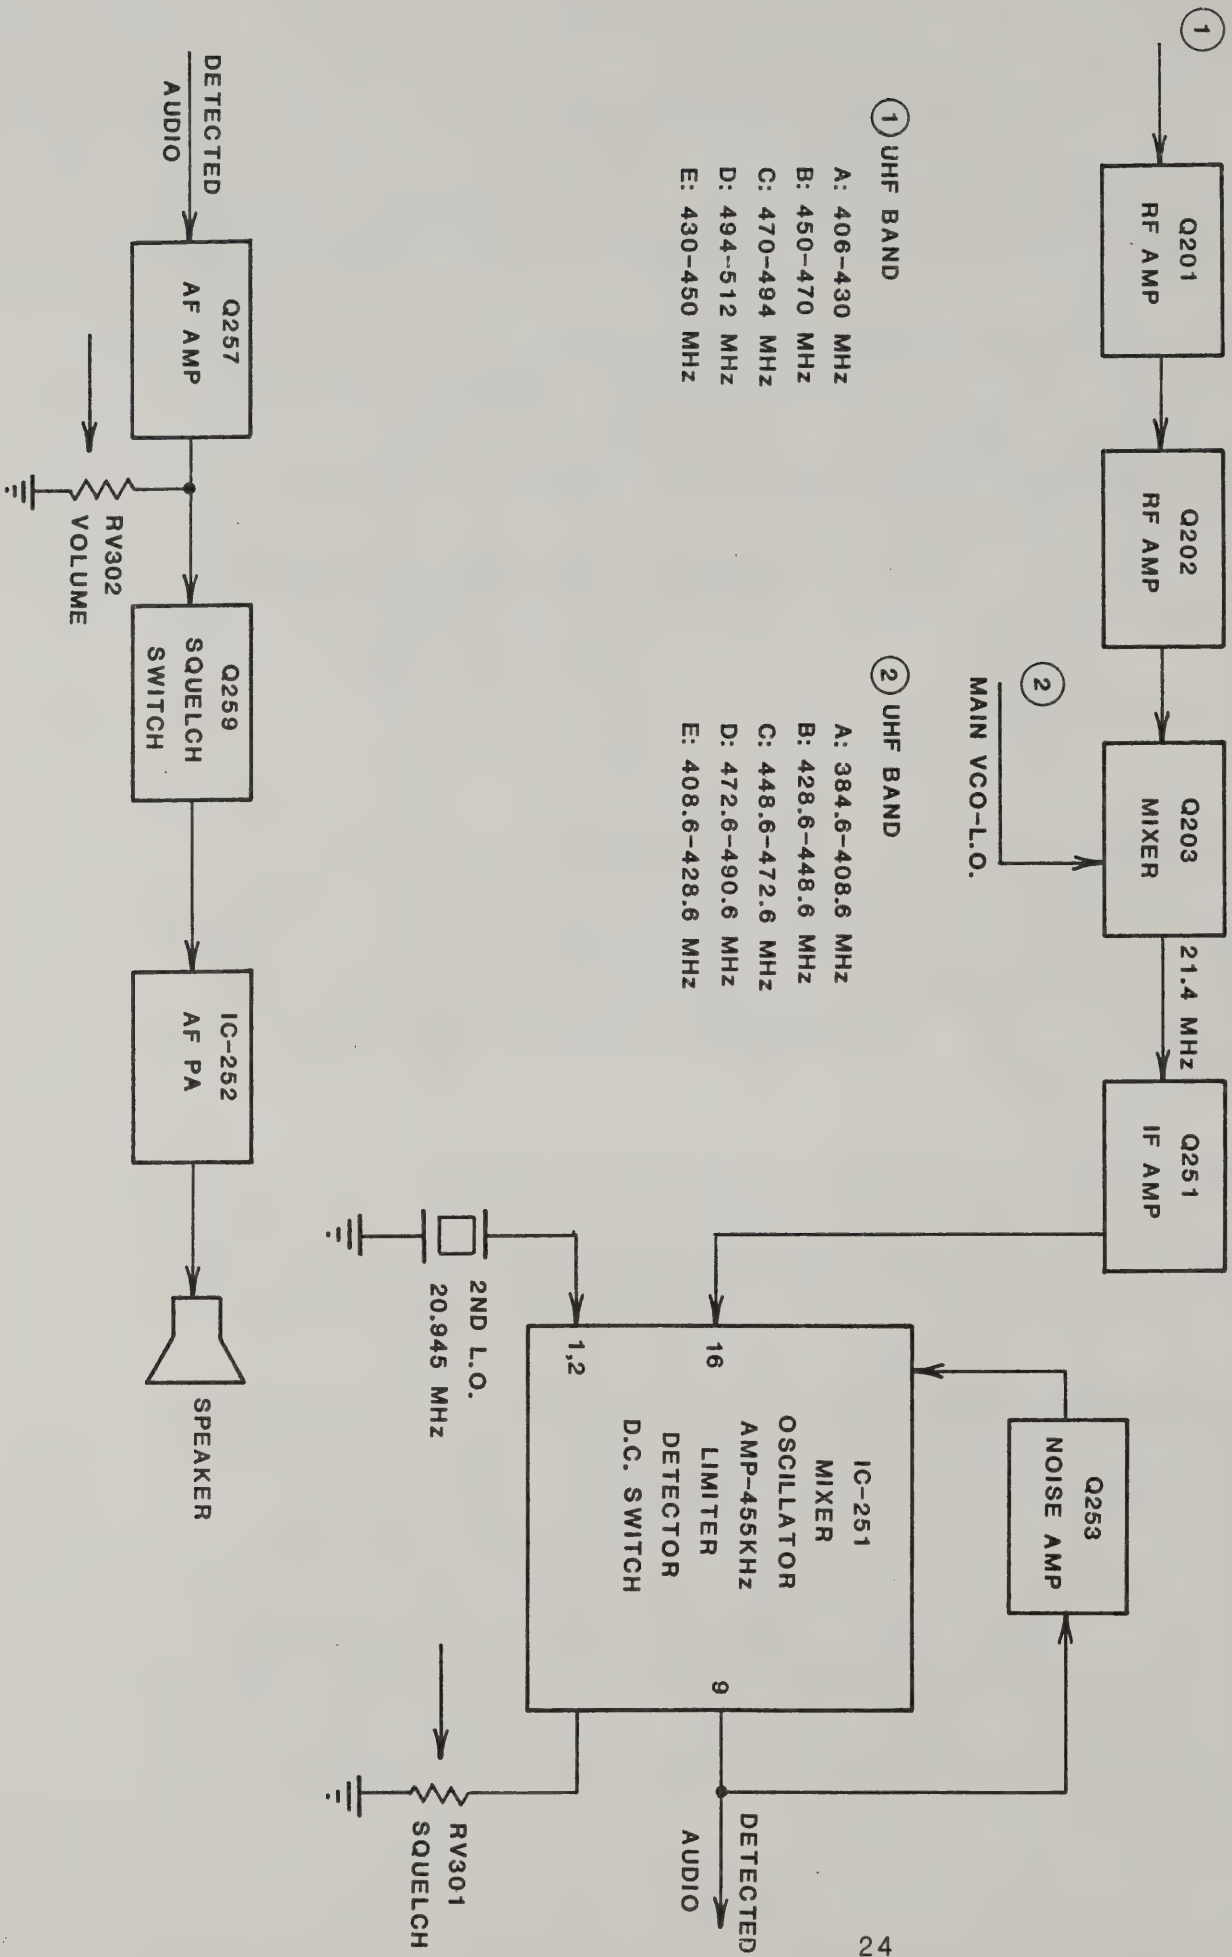 1
Q201
RF AMP
Q202
RF AMP
Q203
MIXER
21.4 MHz
Q251
IF AMP
2
MAIN VCO-L.O.
1 UHF BAND
A: 406-430 MHz
B: 450-470 MHz
C: 470-494 MHz
D: 494-512 MHz
E: 430-450 MHz
2 UHF BAND
A: 384.6-408.6 MHz
B: 428.6-448.6 MHz
C: 448.6-472.6 MHz
D: 472.6-490.6 MHz
E: 408.6-428.6 MHz
Q253
NOISE AMP
16
1,2
9
IC-251
MIXER
OSCILLATOR
AMP-455KHz
LIMITER
DETECTOR
D.C. SWITCH
2ND L.O.
20.945 MHz
DETECTED
AUDIO
RV301
SQUELCH
DETECTED
AUDIO
Q257
AF AMP
RV302
VOLUME
Q259
SQUELCH
SWITCH
IC-252
AF PA
SPEAKER
24